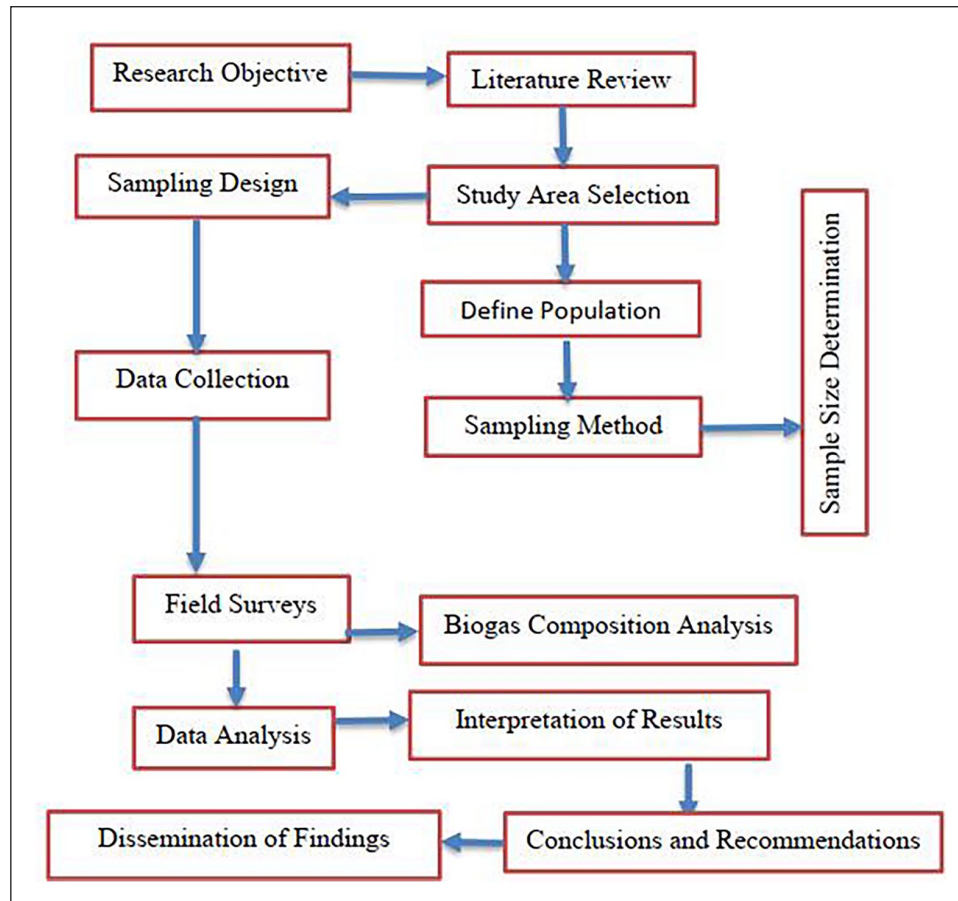 Research Objective
Literature Review
Sampling Design
Study Area Selection
Sample Size Determination
Define Population
Data Collection
Sampling Method
Field Surveys
Biogas Composition Analysis
Data Analysis
Interpretation of Results
Dissemination of Findings
Conclusions and Recommendations